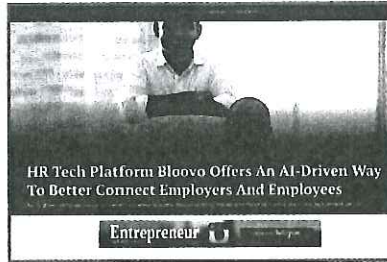 HR Tech Platform Bloovo Offers An AI-Driven Way
To Better Connect Employers And Employees
Entrepreneur